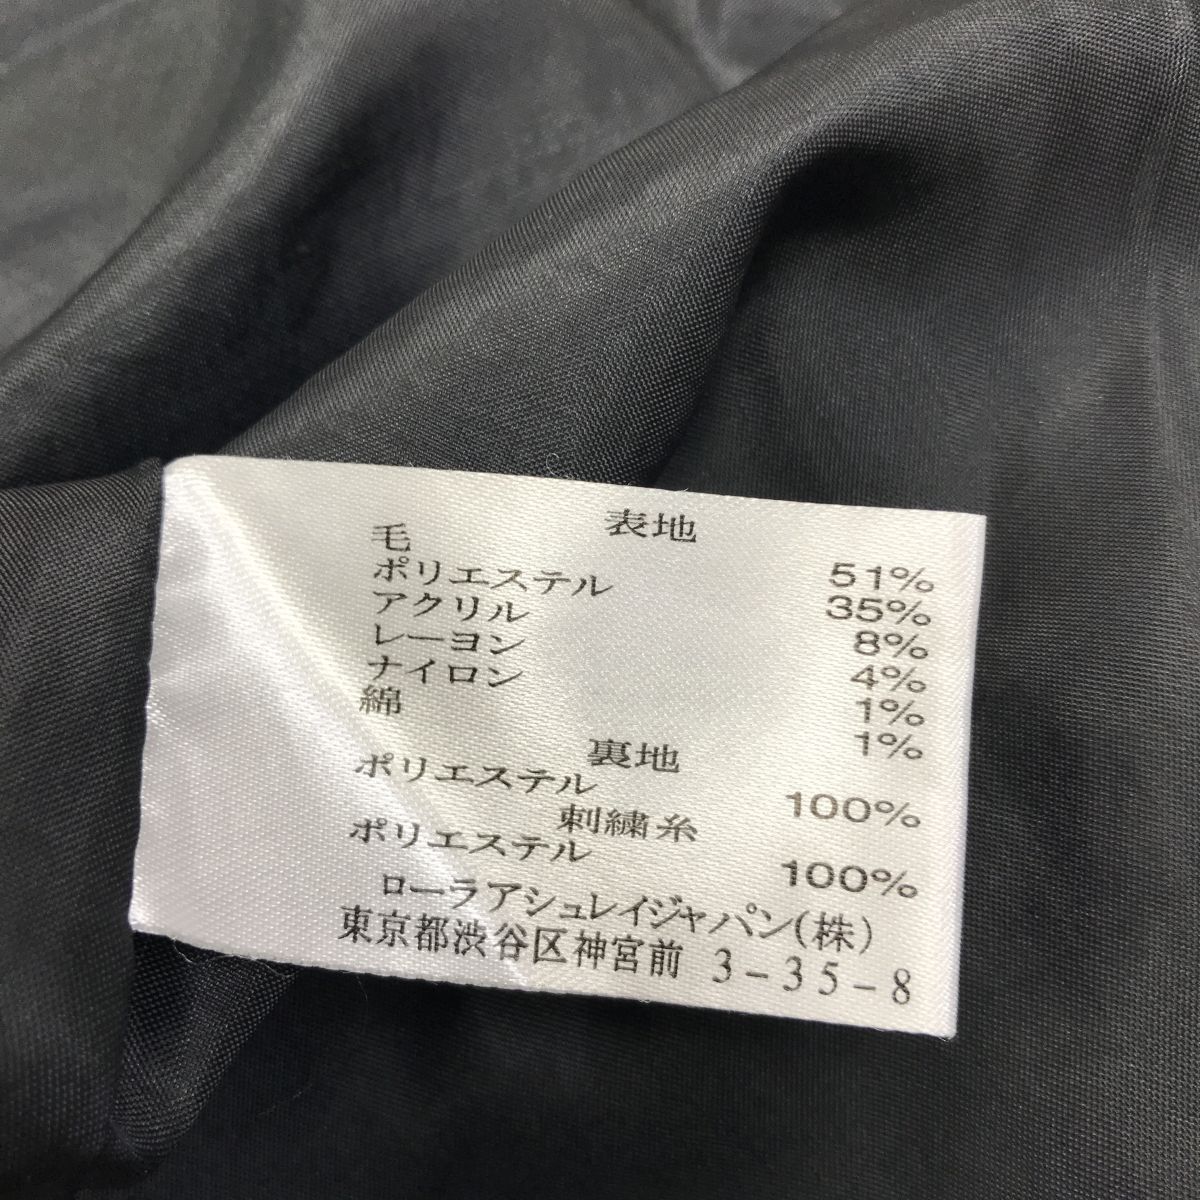 表地
毛 51%
ポリエステル 35%
アクリル 8%
レーヨン 4%
ナイロン 1%
綿 1%
裏地
ポリエステル 100%
刺繍糸
ポリエステル 100%
ローラアシュレイジャパン(株)
東京都渋谷区神宮前 3-35-8